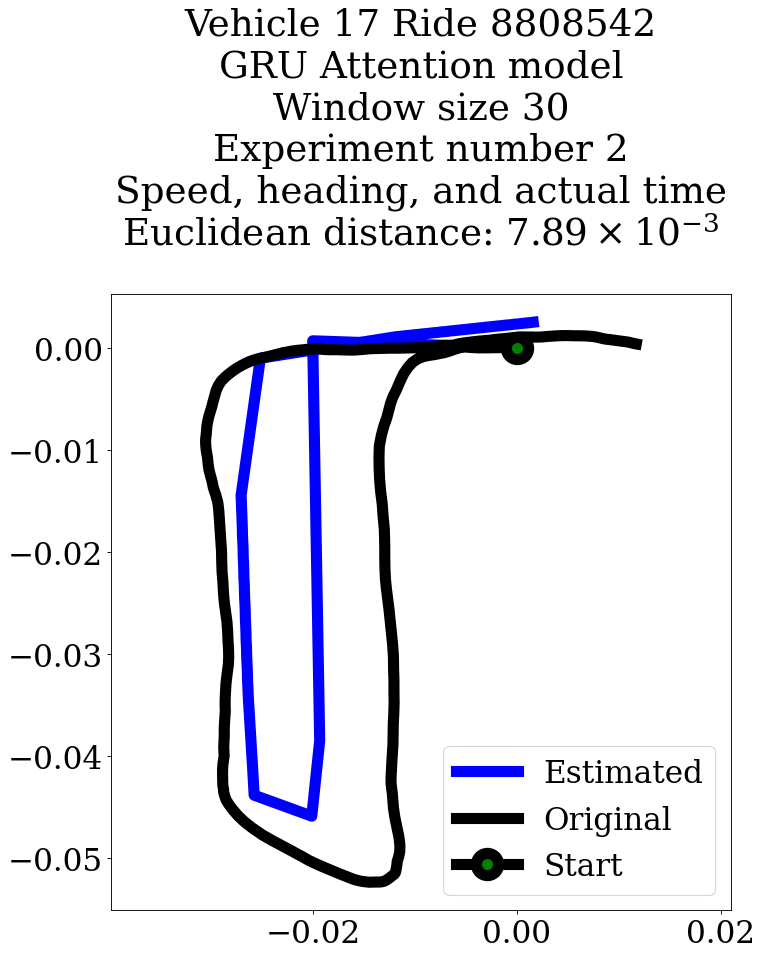 Vehicle 17 Ride 8808542
GRU Attention model
Window size 30
Experiment number 2
Speed, heading, and actual time
Euclidean distance: 7.89 × 10⁻³
0.00
−0.01
−0.02
−0.03
−0.04
−0.05
Estimated
Original
Start
−0.02
0.00
0.02